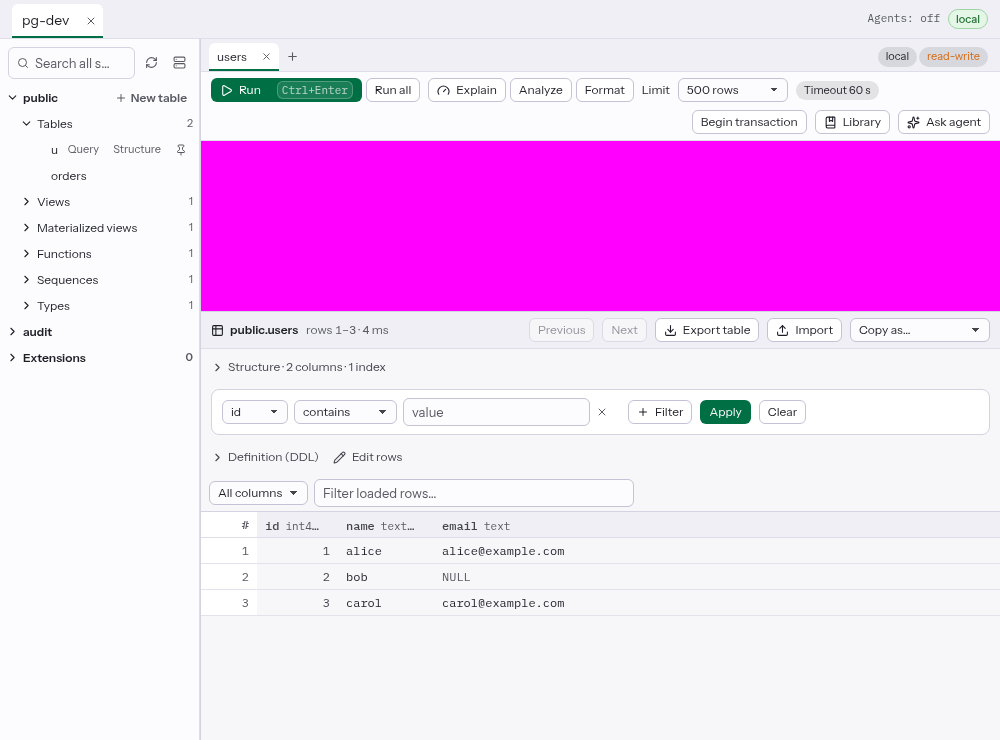 pg-dev
Agents: off local
Search all s…
users
local read-write
Run Ctrl+Enter Run all Explain Analyze Format Limit 500 rows Timeout 60 s
Begin transaction Library Ask agent
public New table
Tables 2
u Query Structure
orders
Views 1
Materialized views 1
Functions 1
Sequences 1
Types 1
audit
Extensions 0
public.users rows 1–3 · 4 ms Previous Next Export table Import Copy as…
Structure · 2 columns · 1 index
id contains value × + Filter Apply Clear
Definition (DDL) Edit rows
All columns Filter loaded rows…
# id int4… name text… email text
1 1 alice alice@example.com
2 2 bob NULL
3 3 carol carol@example.com